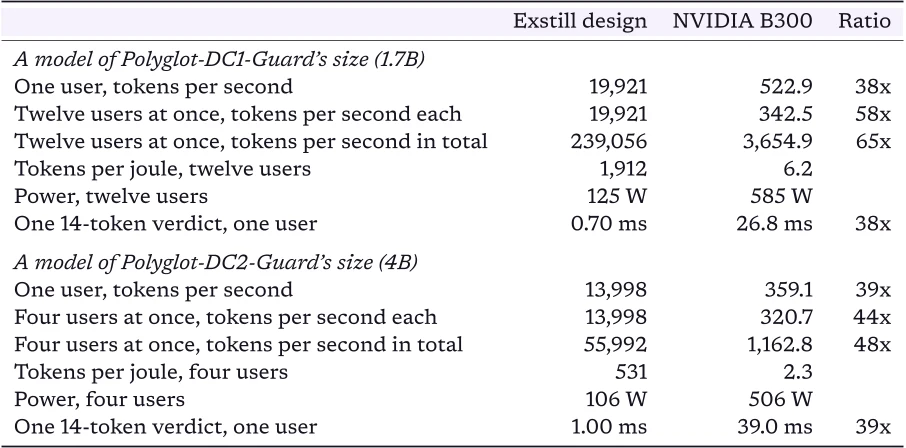 Exstill design NVIDIA B300 Ratio
A model of Polyglot-DC1-Guard's size (1.7B)
One user, tokens per second 19,921 522.9 38x
Twelve users at once, tokens per second each 19,921 342.5 58x
Twelve users at once, tokens per second in total 239,056 3,654.9 65x
Tokens per joule, twelve users 1,912 6.2
Power, twelve users 125 W 585 W
One 14-token verdict, one user 0.70 ms 26.8 ms 38x
A model of Polyglot-DC2-Guard's size (4B)
One user, tokens per second 13,998 359.1 39x
Four users at once, tokens per second each 13,998 320.7 44x
Four users at once, tokens per second in total 55,992 1,162.8 48x
Tokens per joule, four users 531 2.3
Power, four users 106 W 506 W
One 14-token verdict, one user 1.00 ms 39.0 ms 39x